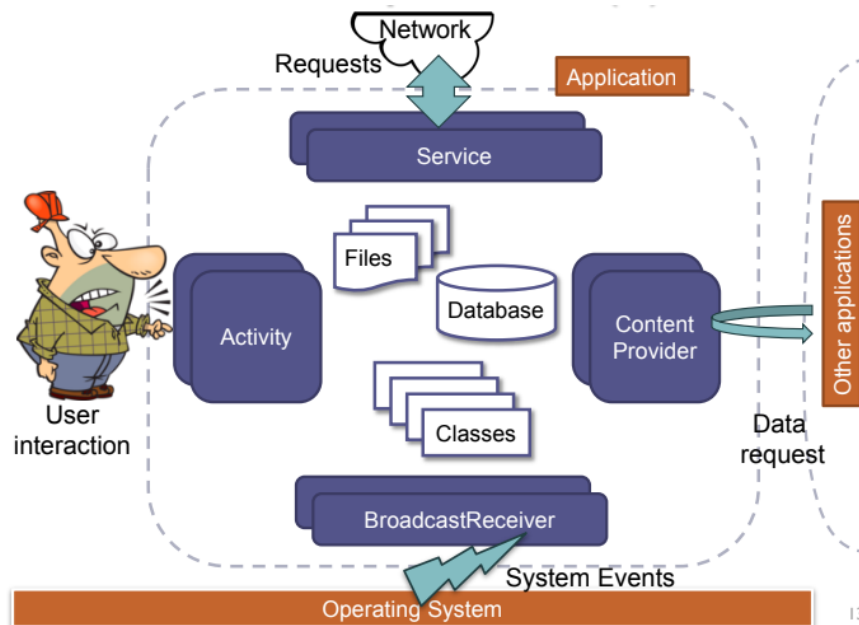 Network
Requests
Application
Service
Files
Database
Activity
Content
Provider
Other applications
Classes
User
interaction
Data
request
BroadcastReceiver
System Events
Operating System